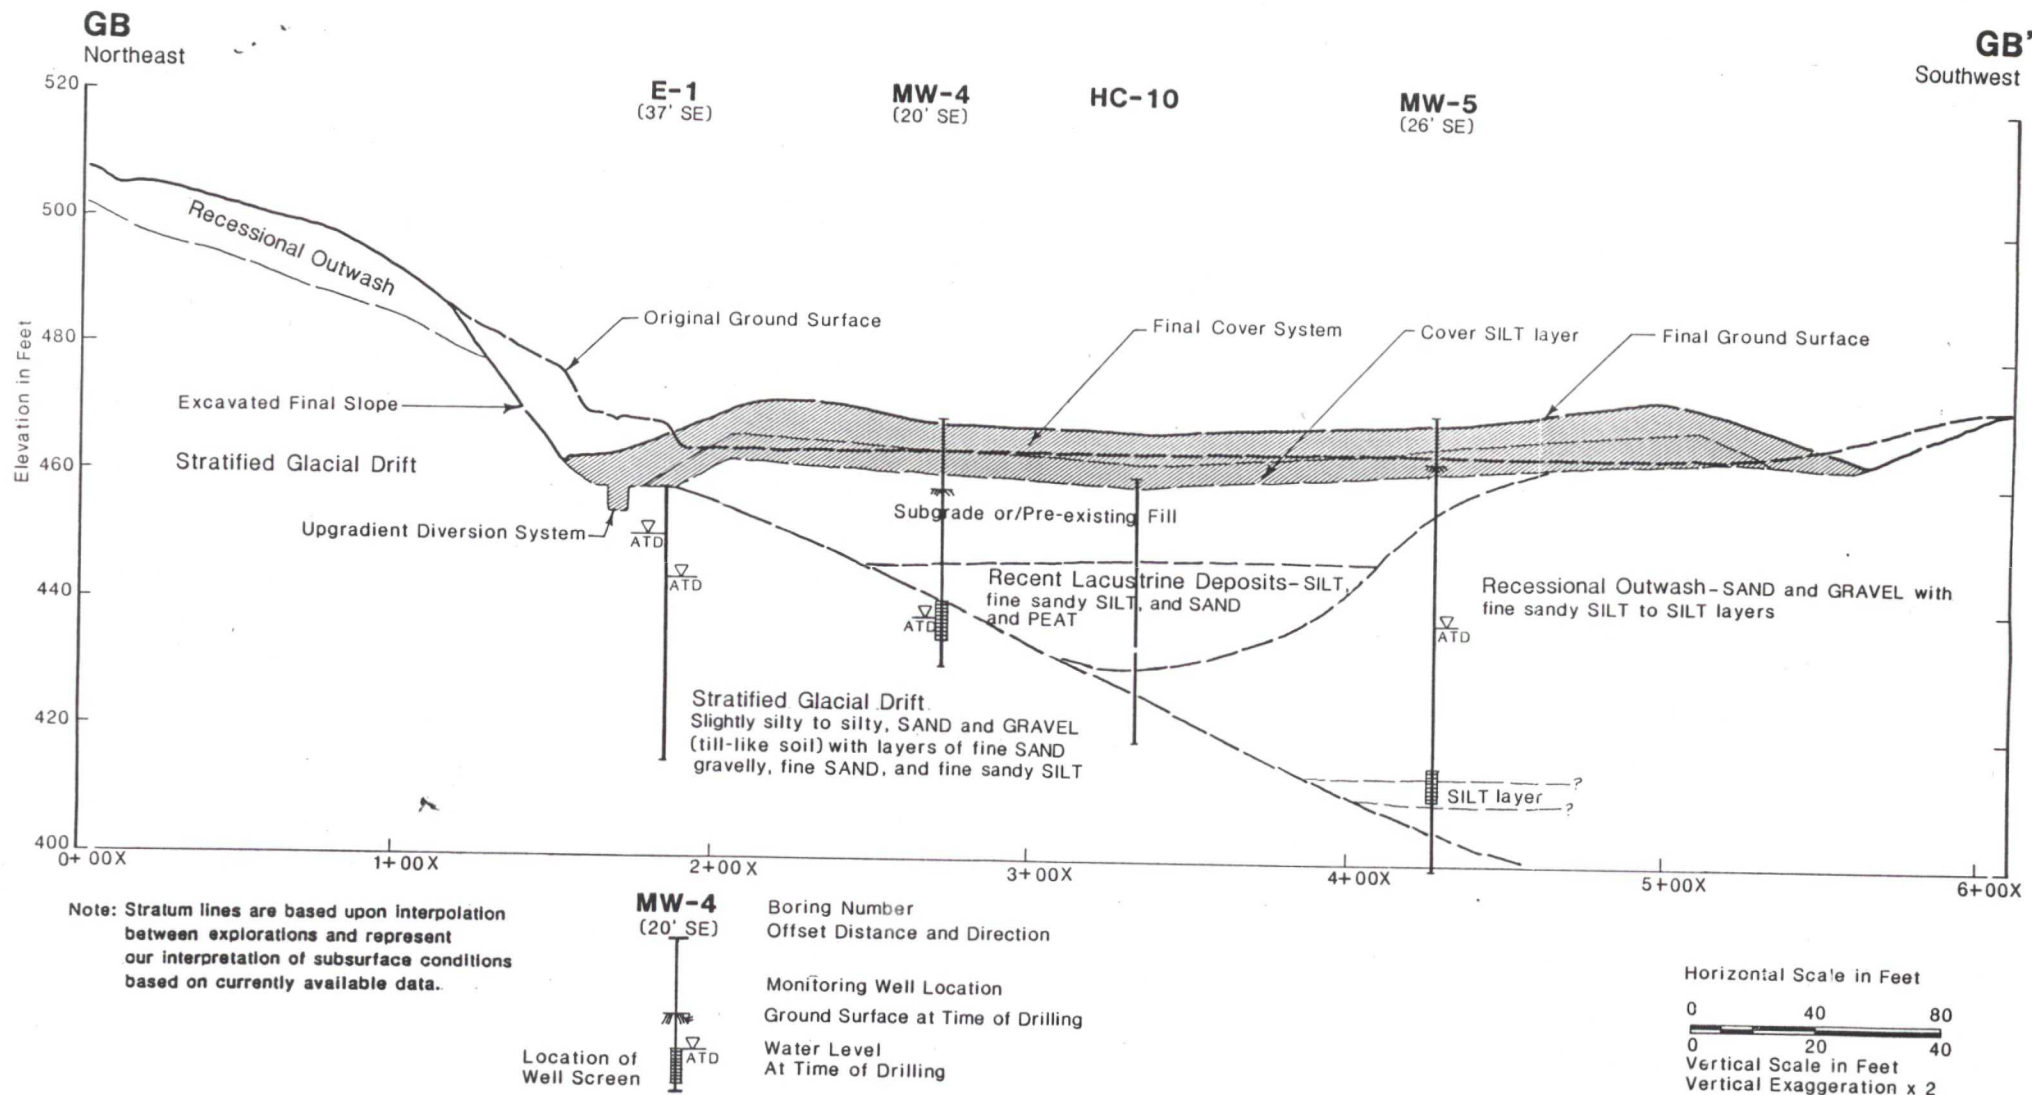 GB
Northeast
GB'
Southwest
E-1
(37' SE)
MW-4
(20' SE)
HC-10
MW-5
(26' SE)
520
500
480
460
440
420
400
Elevation in Feet
Recessional Outwash
Original Ground Surface
Final Cover System
Cover SILT layer
Final Ground Surface
Excavated Final Slope
Stratified Glacial Drift
Upgradient Diversion System
ATD
ATD
ATD
ATD
Subgrade or/Pre-existing Fill
Recent Lacustrine Deposits-SILT,
fine sandy SILT, and SAND
and PEAT
Recessional Outwash-SAND and GRAVEL with
fine sandy SILT to SILT layers
Stratified Glacial Drift
Slightly silty to silty, SAND and GRAVEL
(till-like soil) with layers of fine SAND
gravelly, fine SAND, and fine sandy SILT
?
SILT layer
?
0+00X
1+00X
2+00X
3+00X
4+00X
5+00X
6+00X
Note: Stratum lines are based upon interpolation
between explorations and represent
our interpretation of subsurface conditions
based on currently available data.
MW-4
(20' SE)
Boring Number
Offset Distance and Direction
Monitoring Well Location
Ground Surface at Time of Drilling
ATD
Water Level
At Time of Drilling
Location of
Well Screen
Horizontal Scale in Feet
0 40 80
0 20 40
Vertical Scale in Feet
Vertical Exaggeration x 2